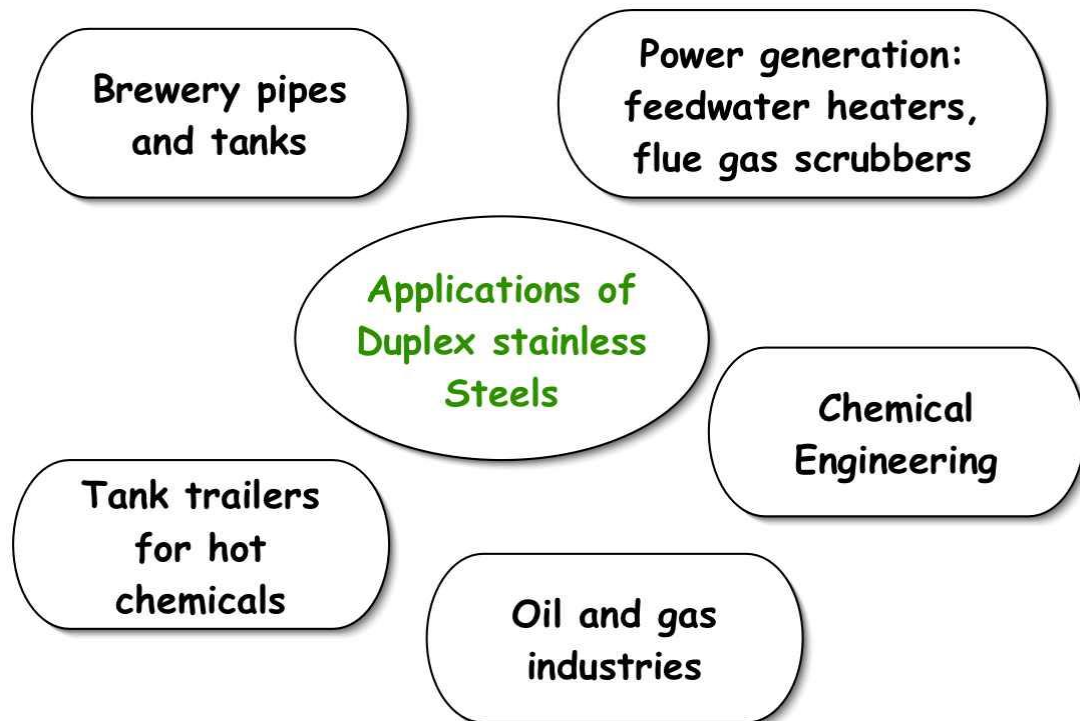 Brewery pipes
and tanks
Power generation:
feedwater heaters,
flue gas scrubbers
Applications of
Duplex stainless
Steels
Chemical
Engineering
Tank trailers
for hot
chemicals
Oil and gas
industries